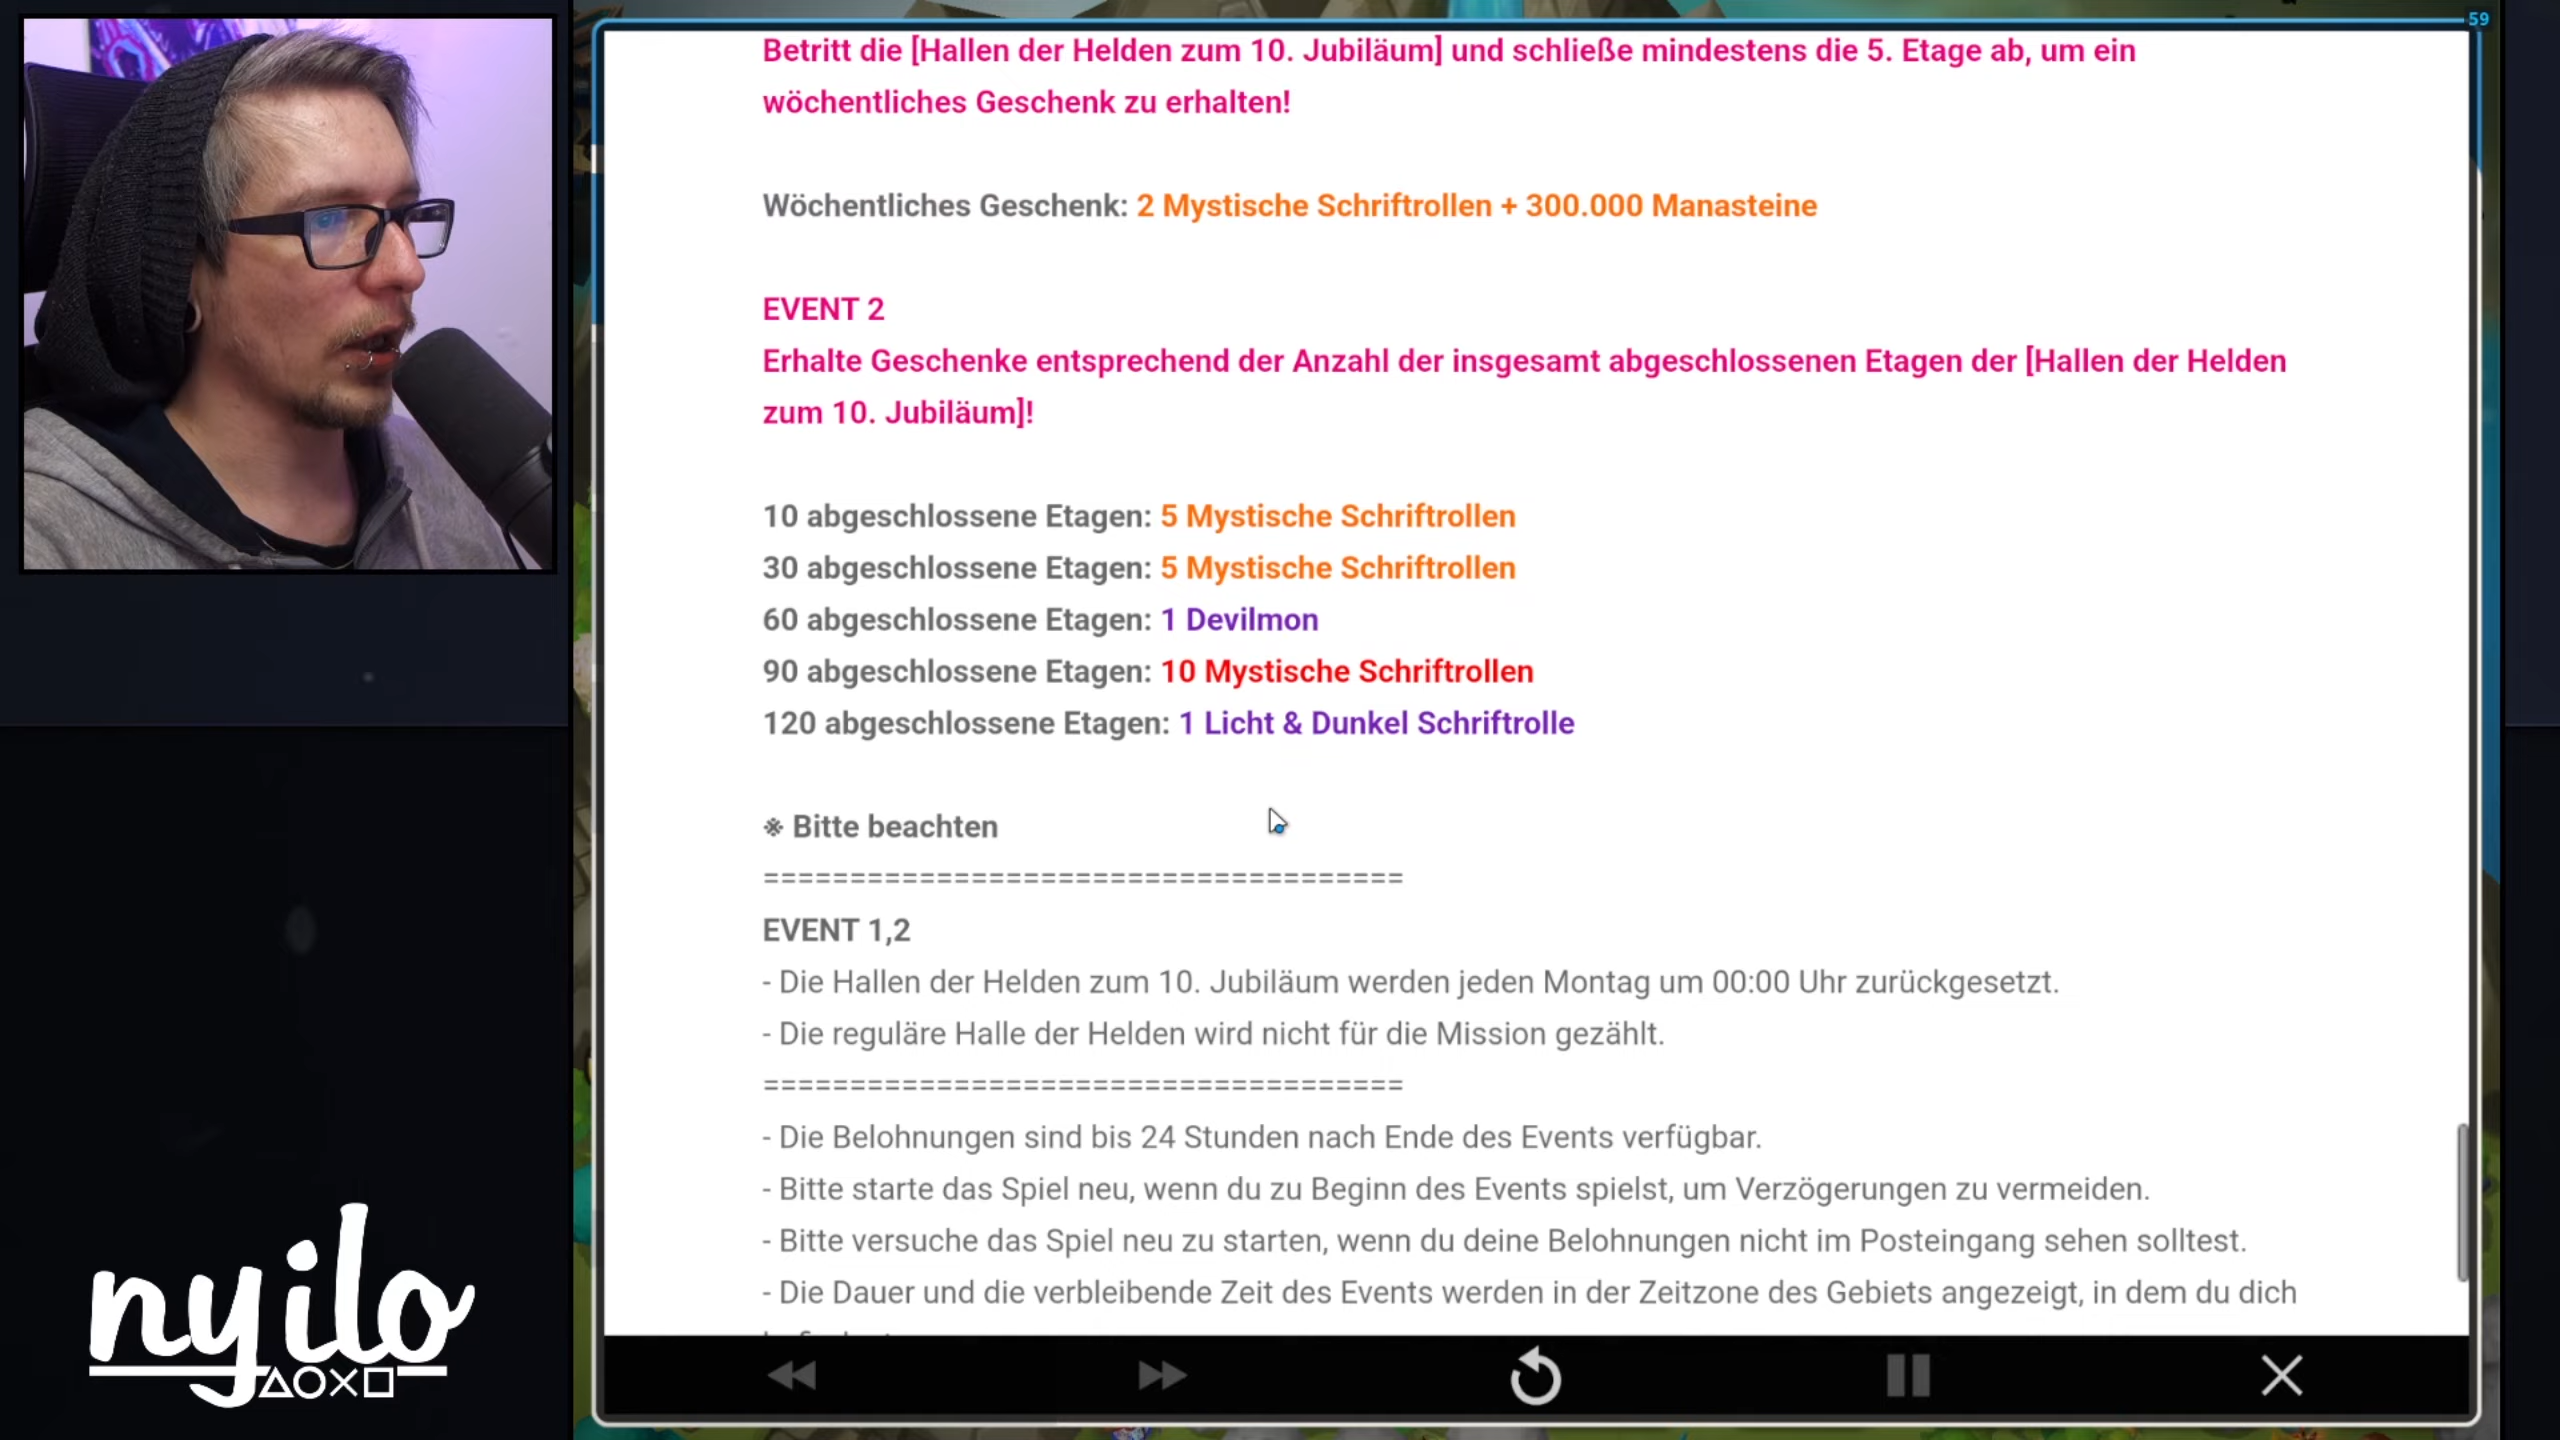 59
Betritt die [Hallen der Helden zum 10. Jubiläum] und schließe mindestens die 5. Etage ab, um ein
wöchentliches Geschenk zu erhalten!
Wöchentliches Geschenk: 2 Mystische Schriftrollen + 300.000 Manasteine
EVENT 2
Erhalte Geschenke entsprechend der Anzahl der insgesamt abgeschlossenen Etagen der [Hallen der Helden
zum 10. Jubiläum]!
10 abgeschlossene Etagen: 5 Mystische Schriftrollen
30 abgeschlossene Etagen: 5 Mystische Schriftrollen
60 abgeschlossene Etagen: 1 Devilmon
90 abgeschlossene Etagen: 10 Mystische Schriftrollen
120 abgeschlossene Etagen: 1 Licht & Dunkel Schriftrolle
※ Bitte beachten
=====================================
EVENT 1,2
- Die Hallen der Helden zum 10. Jubiläum werden jeden Montag um 00:00 Uhr zurückgesetzt.
- Die reguläre Halle der Helden wird nicht für die Mission gezählt.
=====================================
- Die Belohnungen sind bis 24 Stunden nach Ende des Events verfügbar.
- Bitte starte das Spiel neu, wenn du zu Beginn des Events spielst, um Verzögerungen zu vermeiden.
- Bitte versuche das Spiel neu zu starten, wenn du deine Belohnungen nicht im Posteingang sehen solltest.
- Die Dauer und die verbleibende Zeit des Events werden in der Zeitzone des Gebiets angezeigt, in dem du dich
nyilo